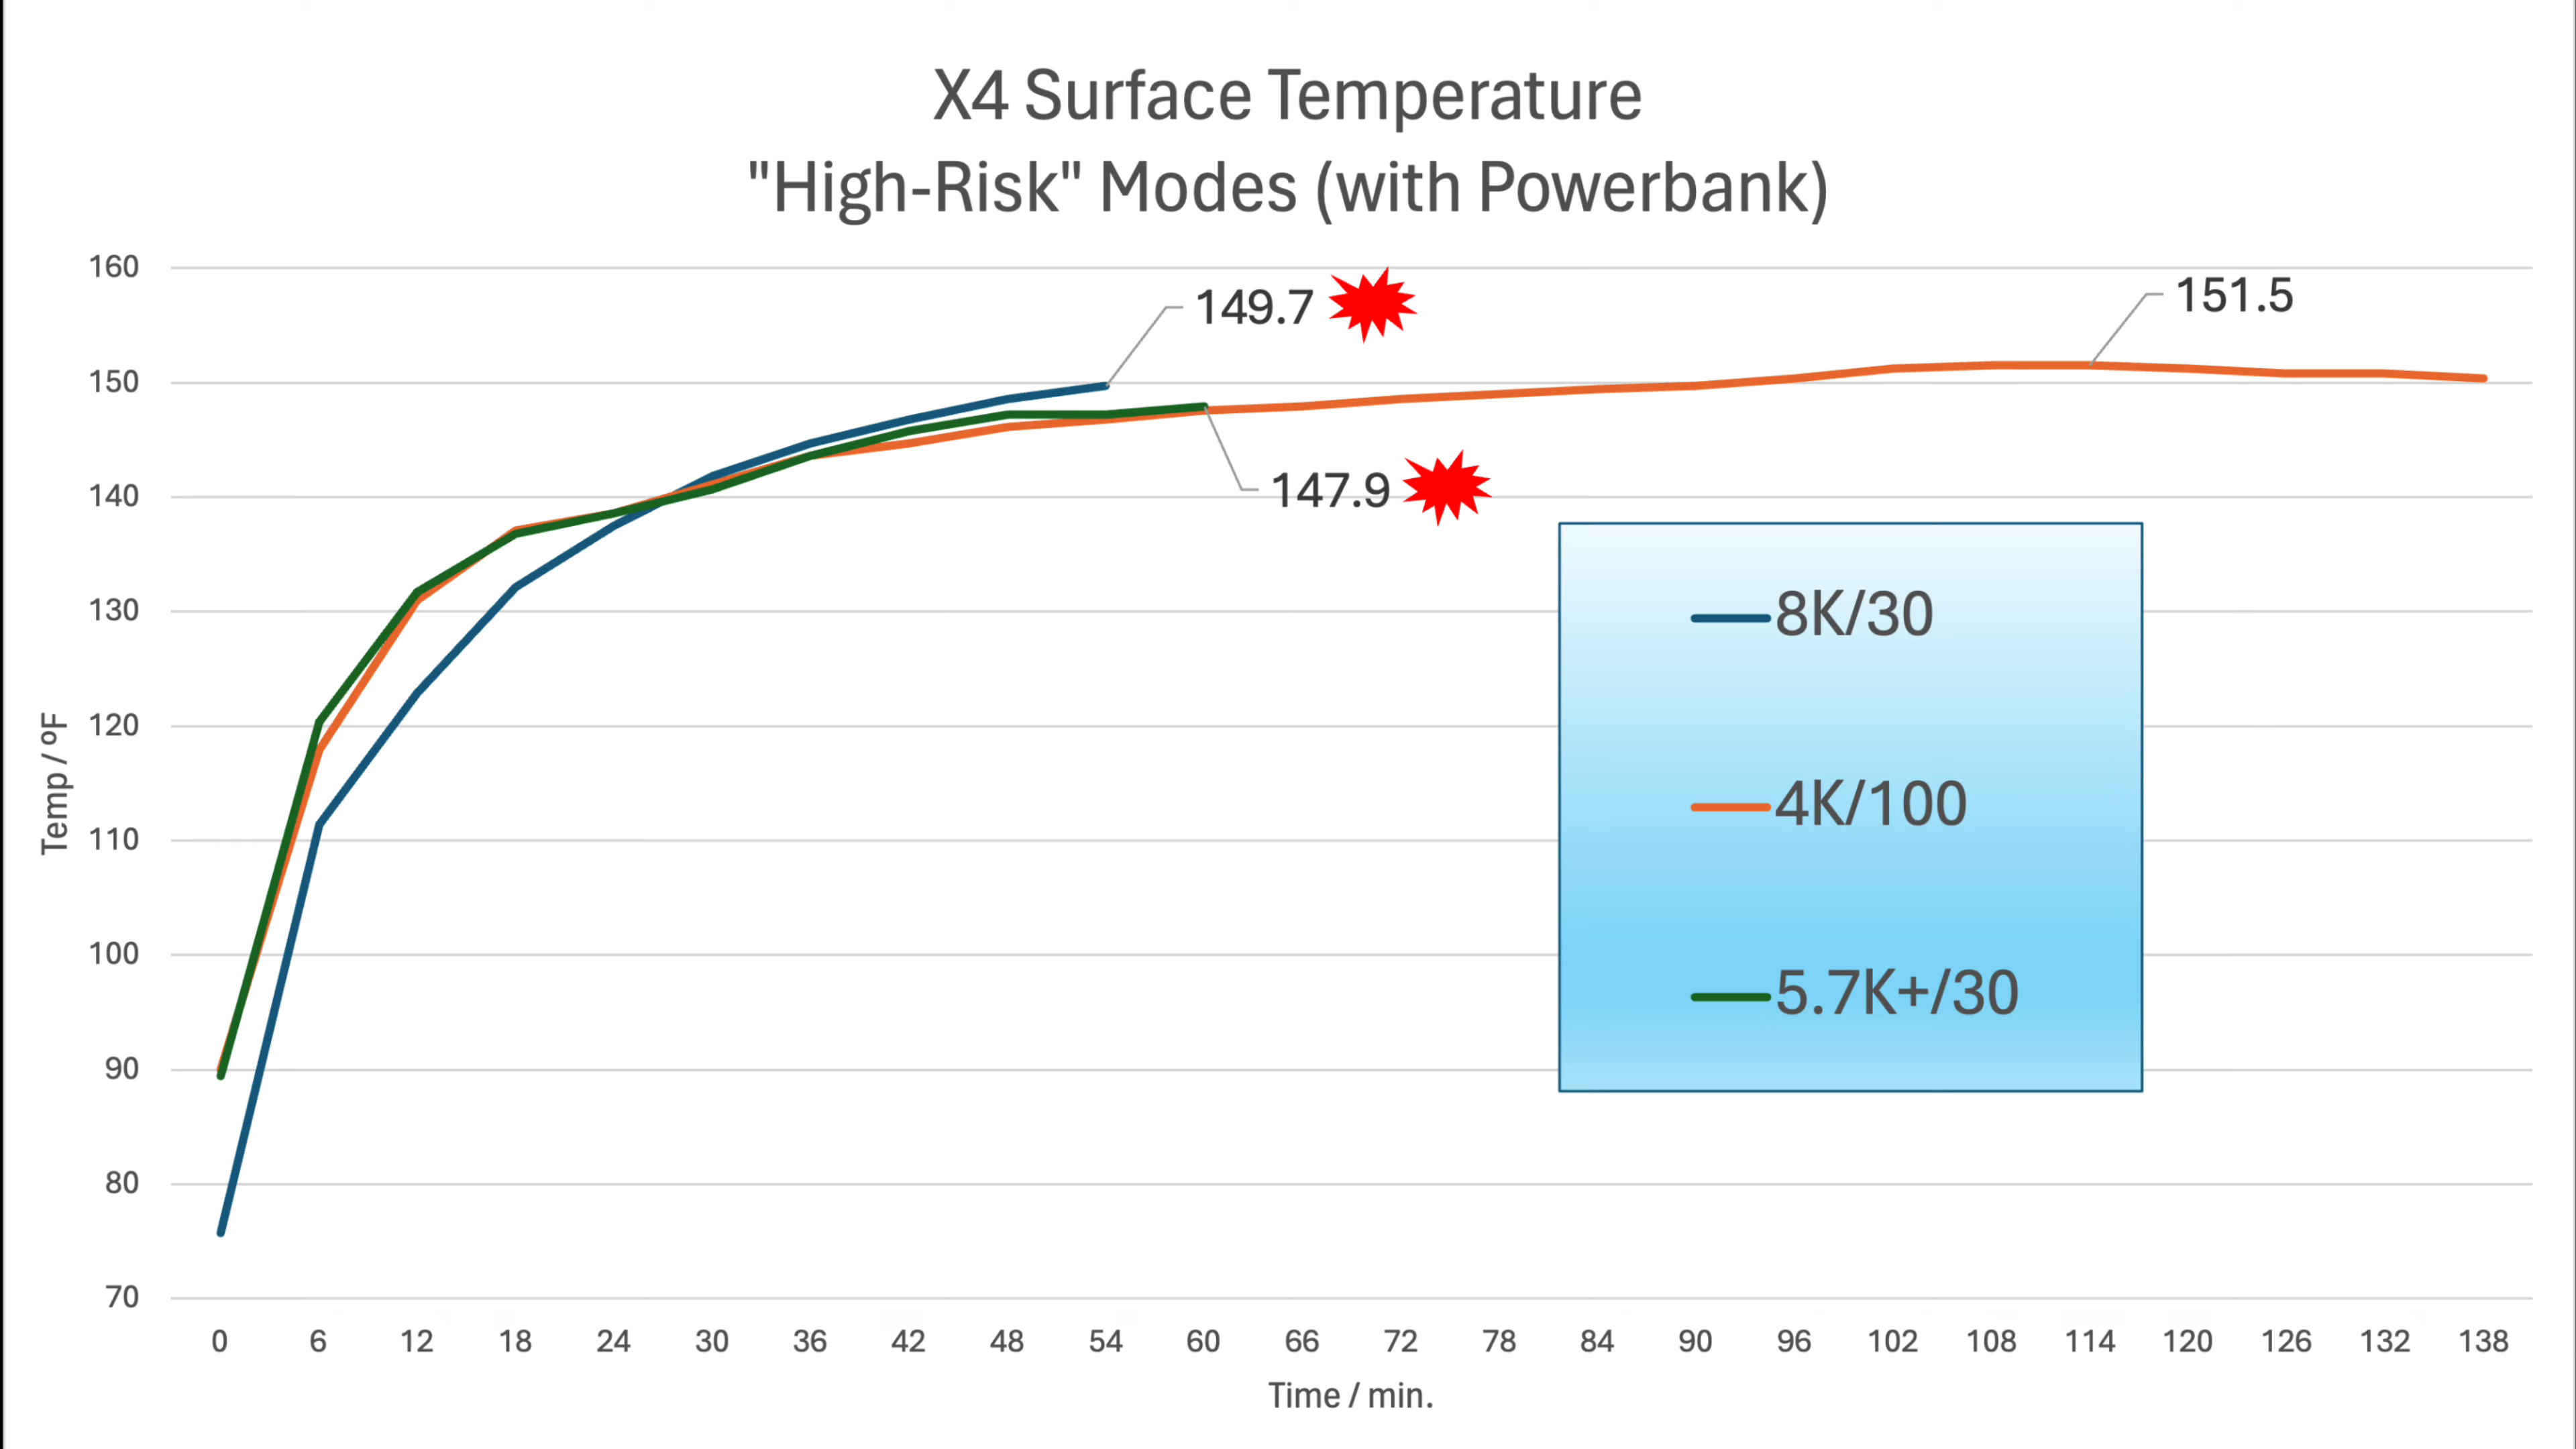 X4 Surface Temperature
"High-Risk" Modes (with Powerbank)
160
150
140
130
120
110
100
90
80
70
Temp / ºF
149.7
151.5
147.9
8K/30
4K/100
5.7K+/30
0 6 12 18 24 30 36 42 48 54 60 66 72 78 84 90 96 102 108 114 120 126 132 138
Time / min.